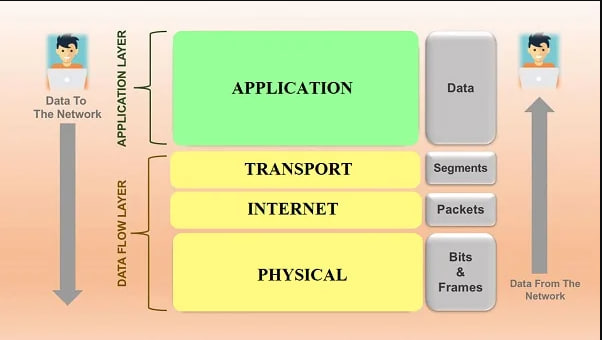 Data To
The Network
APPLICATION LAYER
APPLICATION
Data
DATA FLOW LAYER
TRANSPORT
Segments
INTERNET
Packets
PHYSICAL
Bits
&
Frames
Data From The
Network